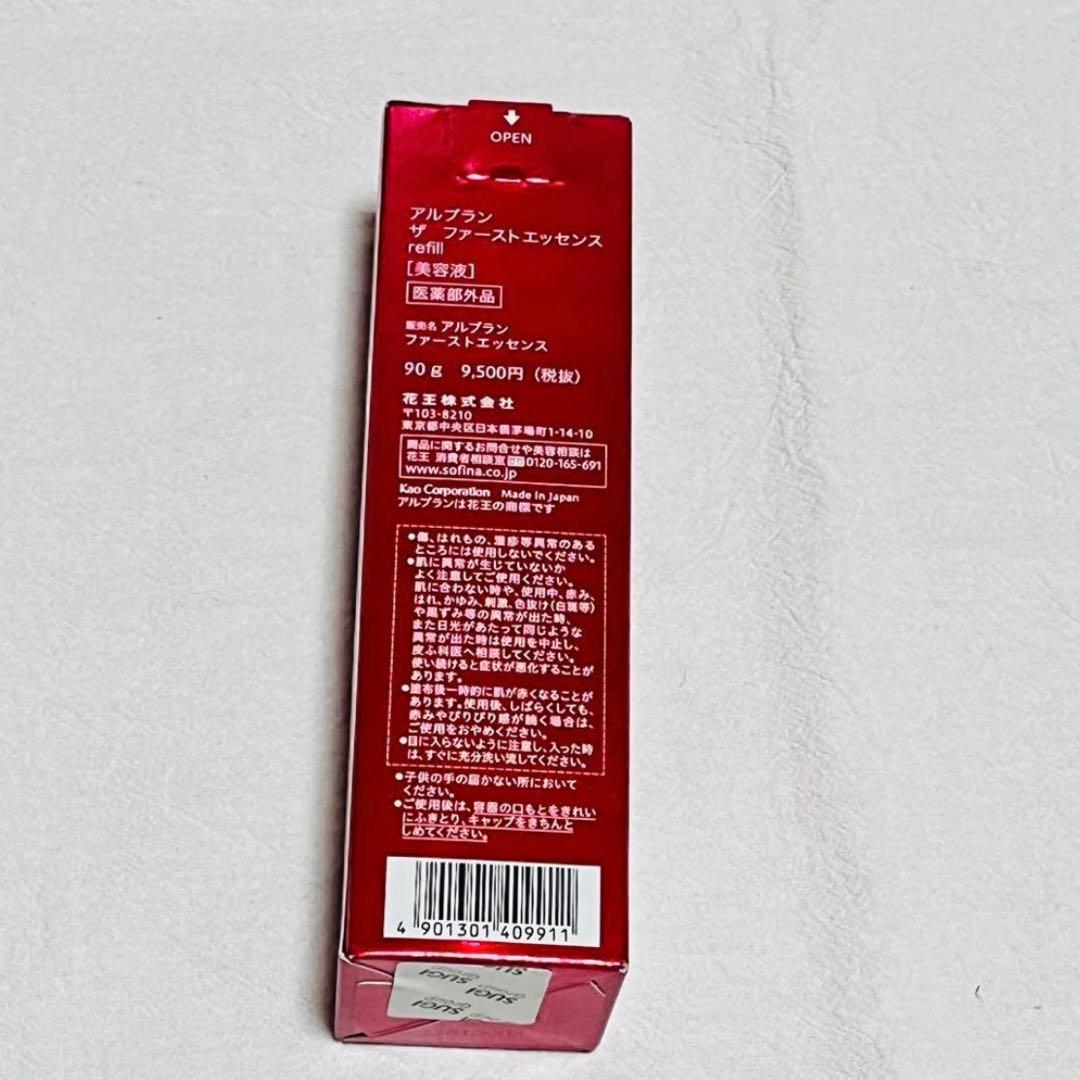 OPEN
アルブラン
ザ ファーストエッセンス
refill
[美容液]
医薬部外品
販売名 アルブラン
ファーストエッセンス
90g 9,500円（税抜）
花王株式会社
〒103-8210
東京都中央区日本橋茅場町1-14-10
商品に関するお問合せや美容相談は
花王 消費者相談室 0120-165-691
www.sofina.co.jp
Kao Corporation Made in Japan
アルブランは花王の商標です
●傷、はれもの、湿疹等異常のある
ところには使用しないでください。
●肌に異常が生じていないか
よく注意してご使用ください。
肌に合わない時や、使用中、赤み、
はれ、かゆみ、刺激、色抜け(白斑等)
や黒ずみ等の異常が出た時、
また日光があたって同じような
異常が出た時は使用を中止し、
皮ふ科医へ相談してください。
使い続けると症状が悪化することが
あります。
●塗布後一時的に肌が赤くなることが
あります。使用後、しばらくしても、
赤みやぴりぴり感が続く場合は、
ご使用をおやめください。
●目に入らないように注意し、入った時
は、すぐに充分洗い流してください。
●子供の手の届かない所において
ください。
●ご使用後は、容器の口もとをきれい
にふきとり、キャップをきちんと
しめてください。
4 901301 409911
SUGI
Group
SUGI
Group
SUGI
Group